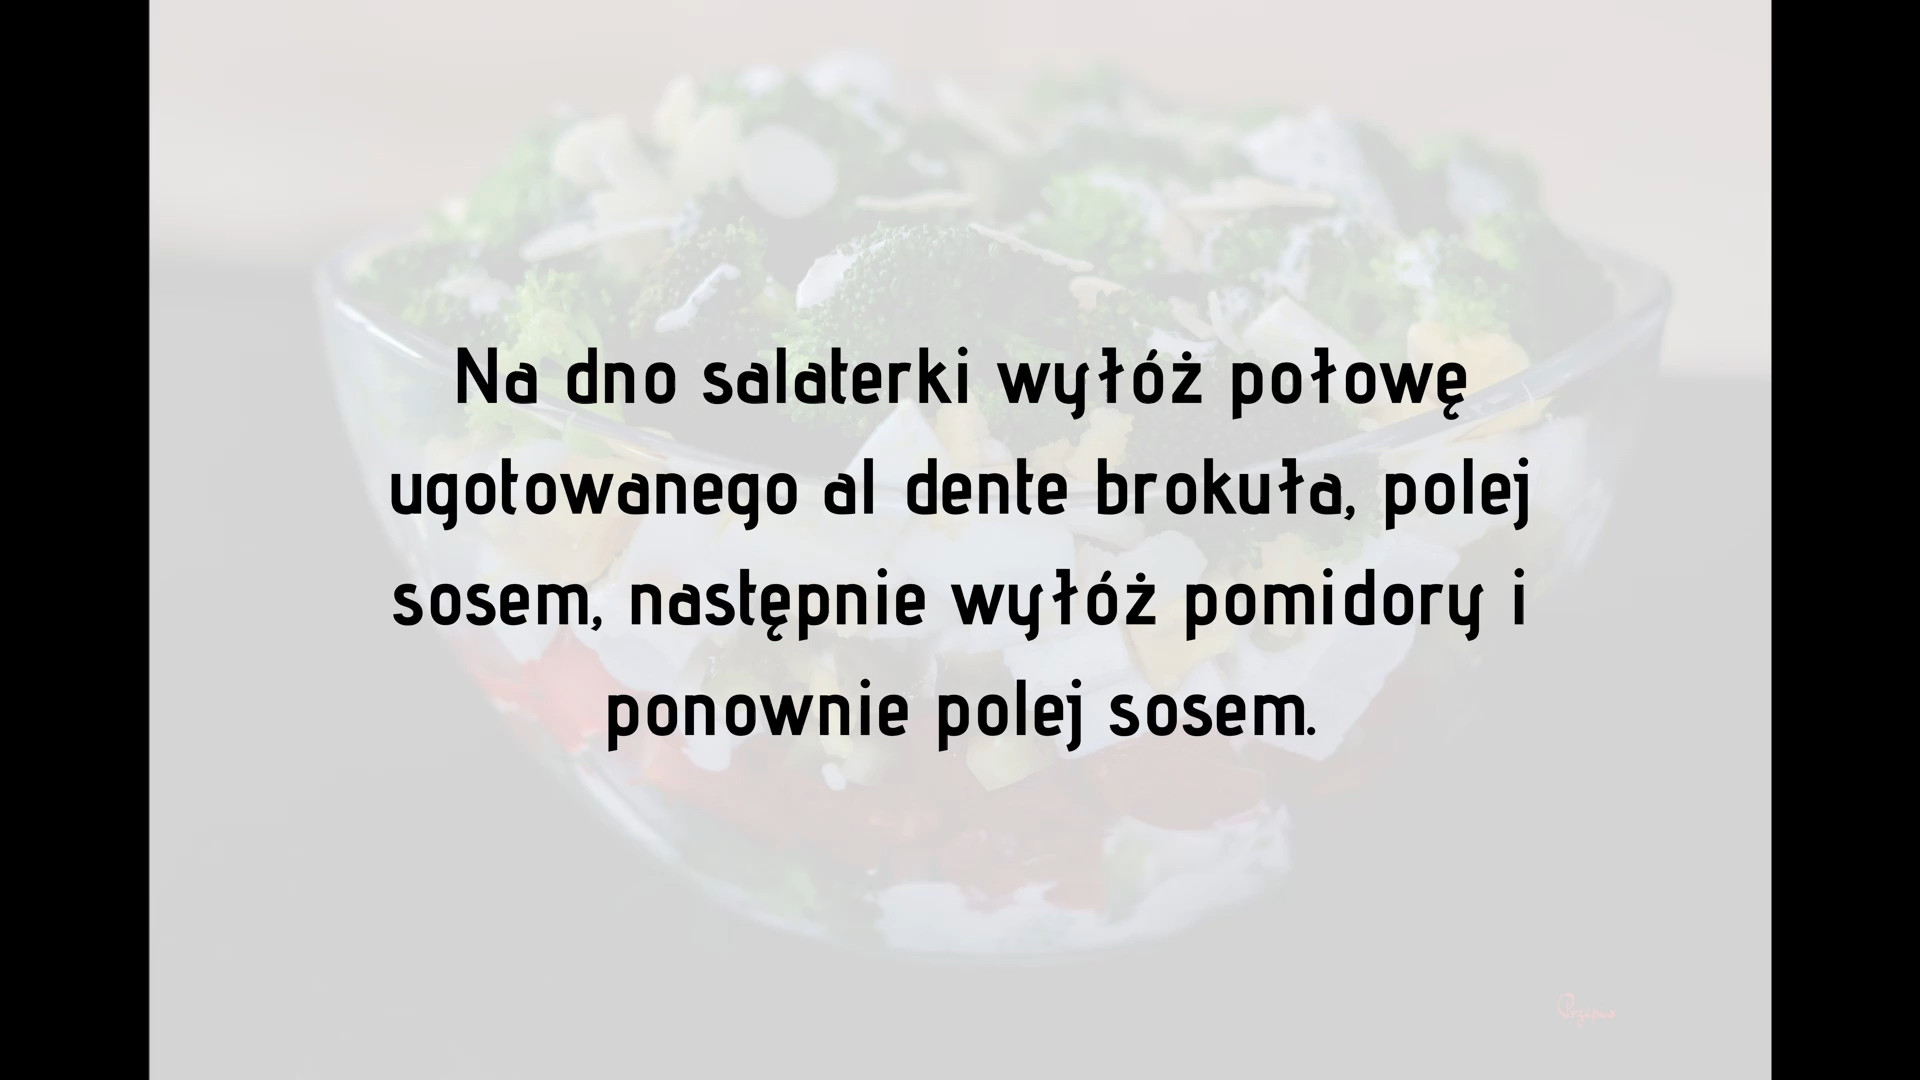 Na dno salaterki wyłóż połowę
ugotowanego al dente brokuła, polej
sosem, następnie wyłóż pomidory i
ponownie polej sosem.